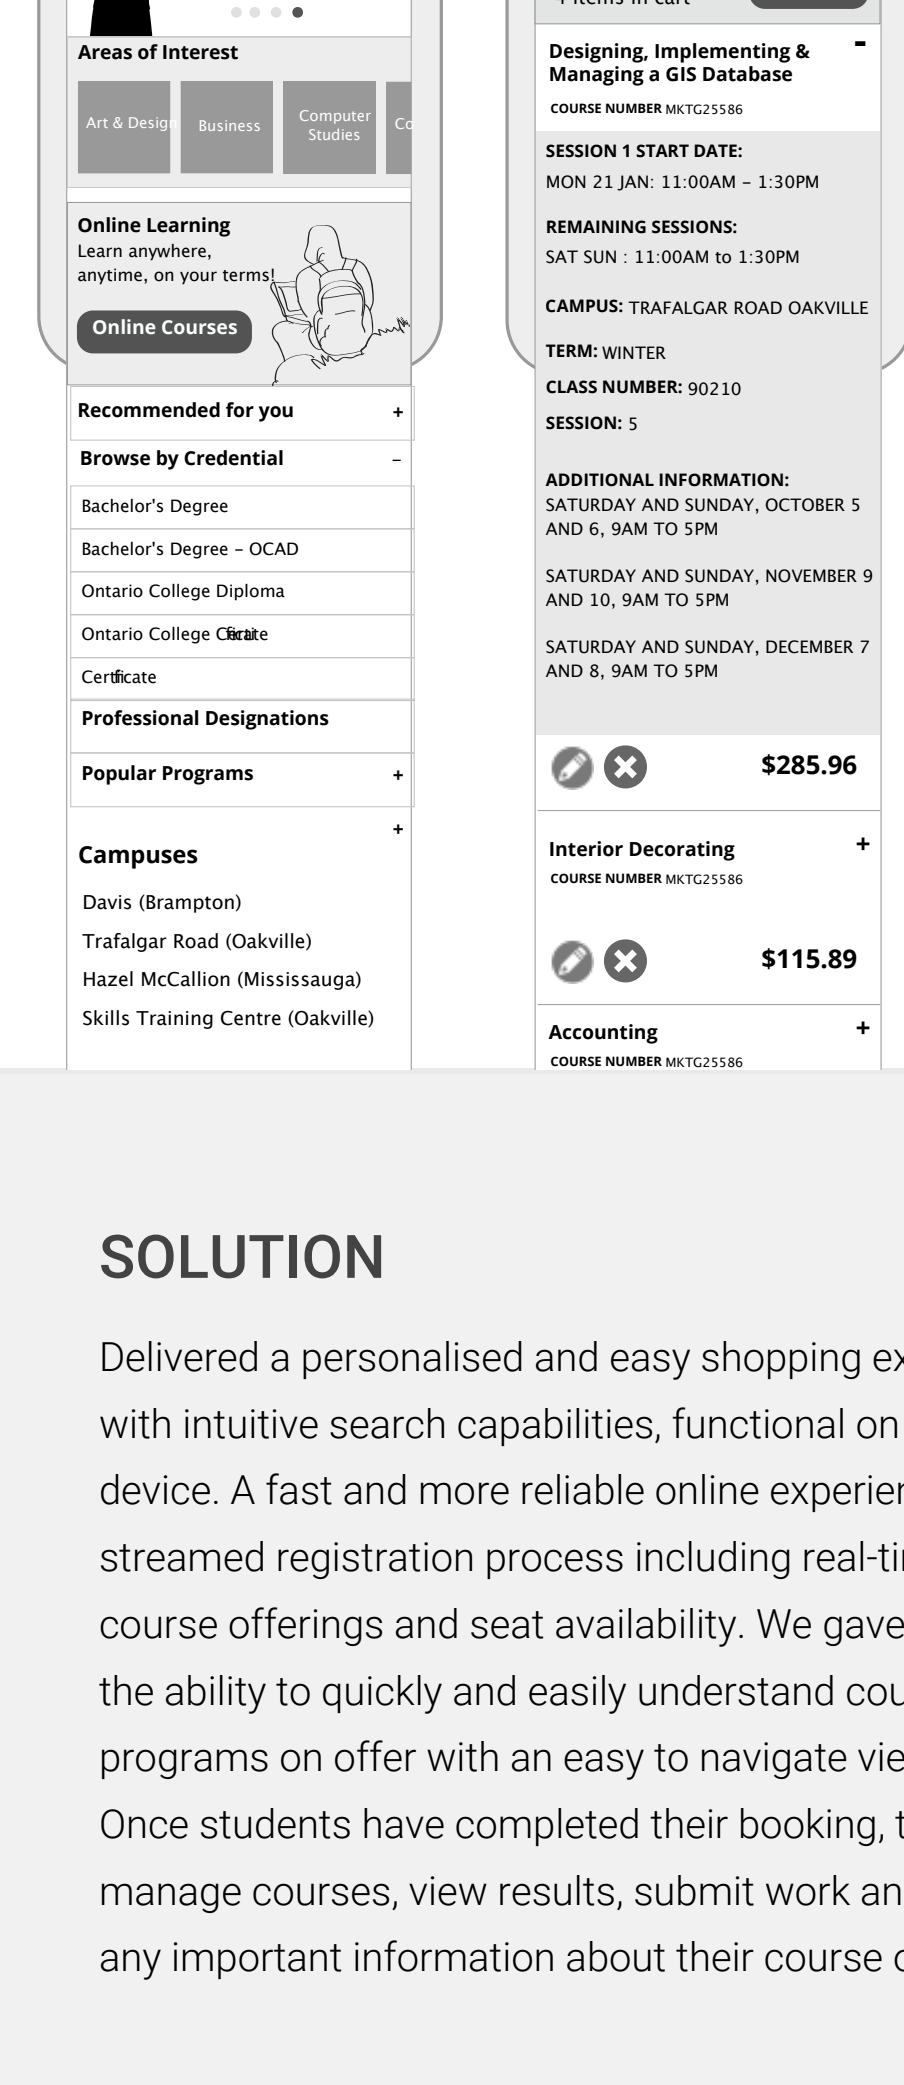 Areas of Interest
Art & Design
Business
Computer
Studies
Co
Online Learning
Learn anywhere,
anytime, on your terms!
Online Courses
Recommended for you +
Browse by Credential –
Bachelor's Degree
Bachelor's Degree – OCAD
Ontario College Diploma
Ontario College
Professional Designations
Popular Programs +
+
Campuses
Davis (Brampton)
Trafalgar Road (Oakville)
Hazel McCallion (Mississauga)
Skills Training Centre (Oakville)
4 items in cart
Designing, Implementing & -
Managing a GIS Database
COURSE NUMBER MKTG25586
SESSION 1 START DATE:
MON 21 JAN: 11:00AM – 1:30PM
REMAINING SESSIONS:
SAT SUN : 11:00AM to 1:30PM
CAMPUS: TRAFALGAR ROAD OAKVILLE
TERM: WINTER
CLASS NUMBER: 90210
SESSION: 5
ADDITIONAL INFORMATION:
SATURDAY AND SUNDAY, OCTOBER 5
AND 6, 9AM TO 5PM
SATURDAY AND SUNDAY, NOVEMBER 9
AND 10, 9AM TO 5PM
SATURDAY AND SUNDAY, DECEMBER 7
AND 8, 9AM TO 5PM
$285.96
Interior Decorating +
COURSE NUMBER MKTG25586
$115.89
Accounting +
COURSE NUMBER MKTG25586
SOLUTION
Delivered a personalised and easy shopping ex
with intuitive search capabilities, functional on
device. A fast and more reliable online experien
streamed registration process including real-tim
course offerings and seat availability. We gave
the ability to quickly and easily understand cou
programs on offer with an easy to navigate vie
Once students have completed their booking, t
manage courses, view results, submit work an
any important information about their course o